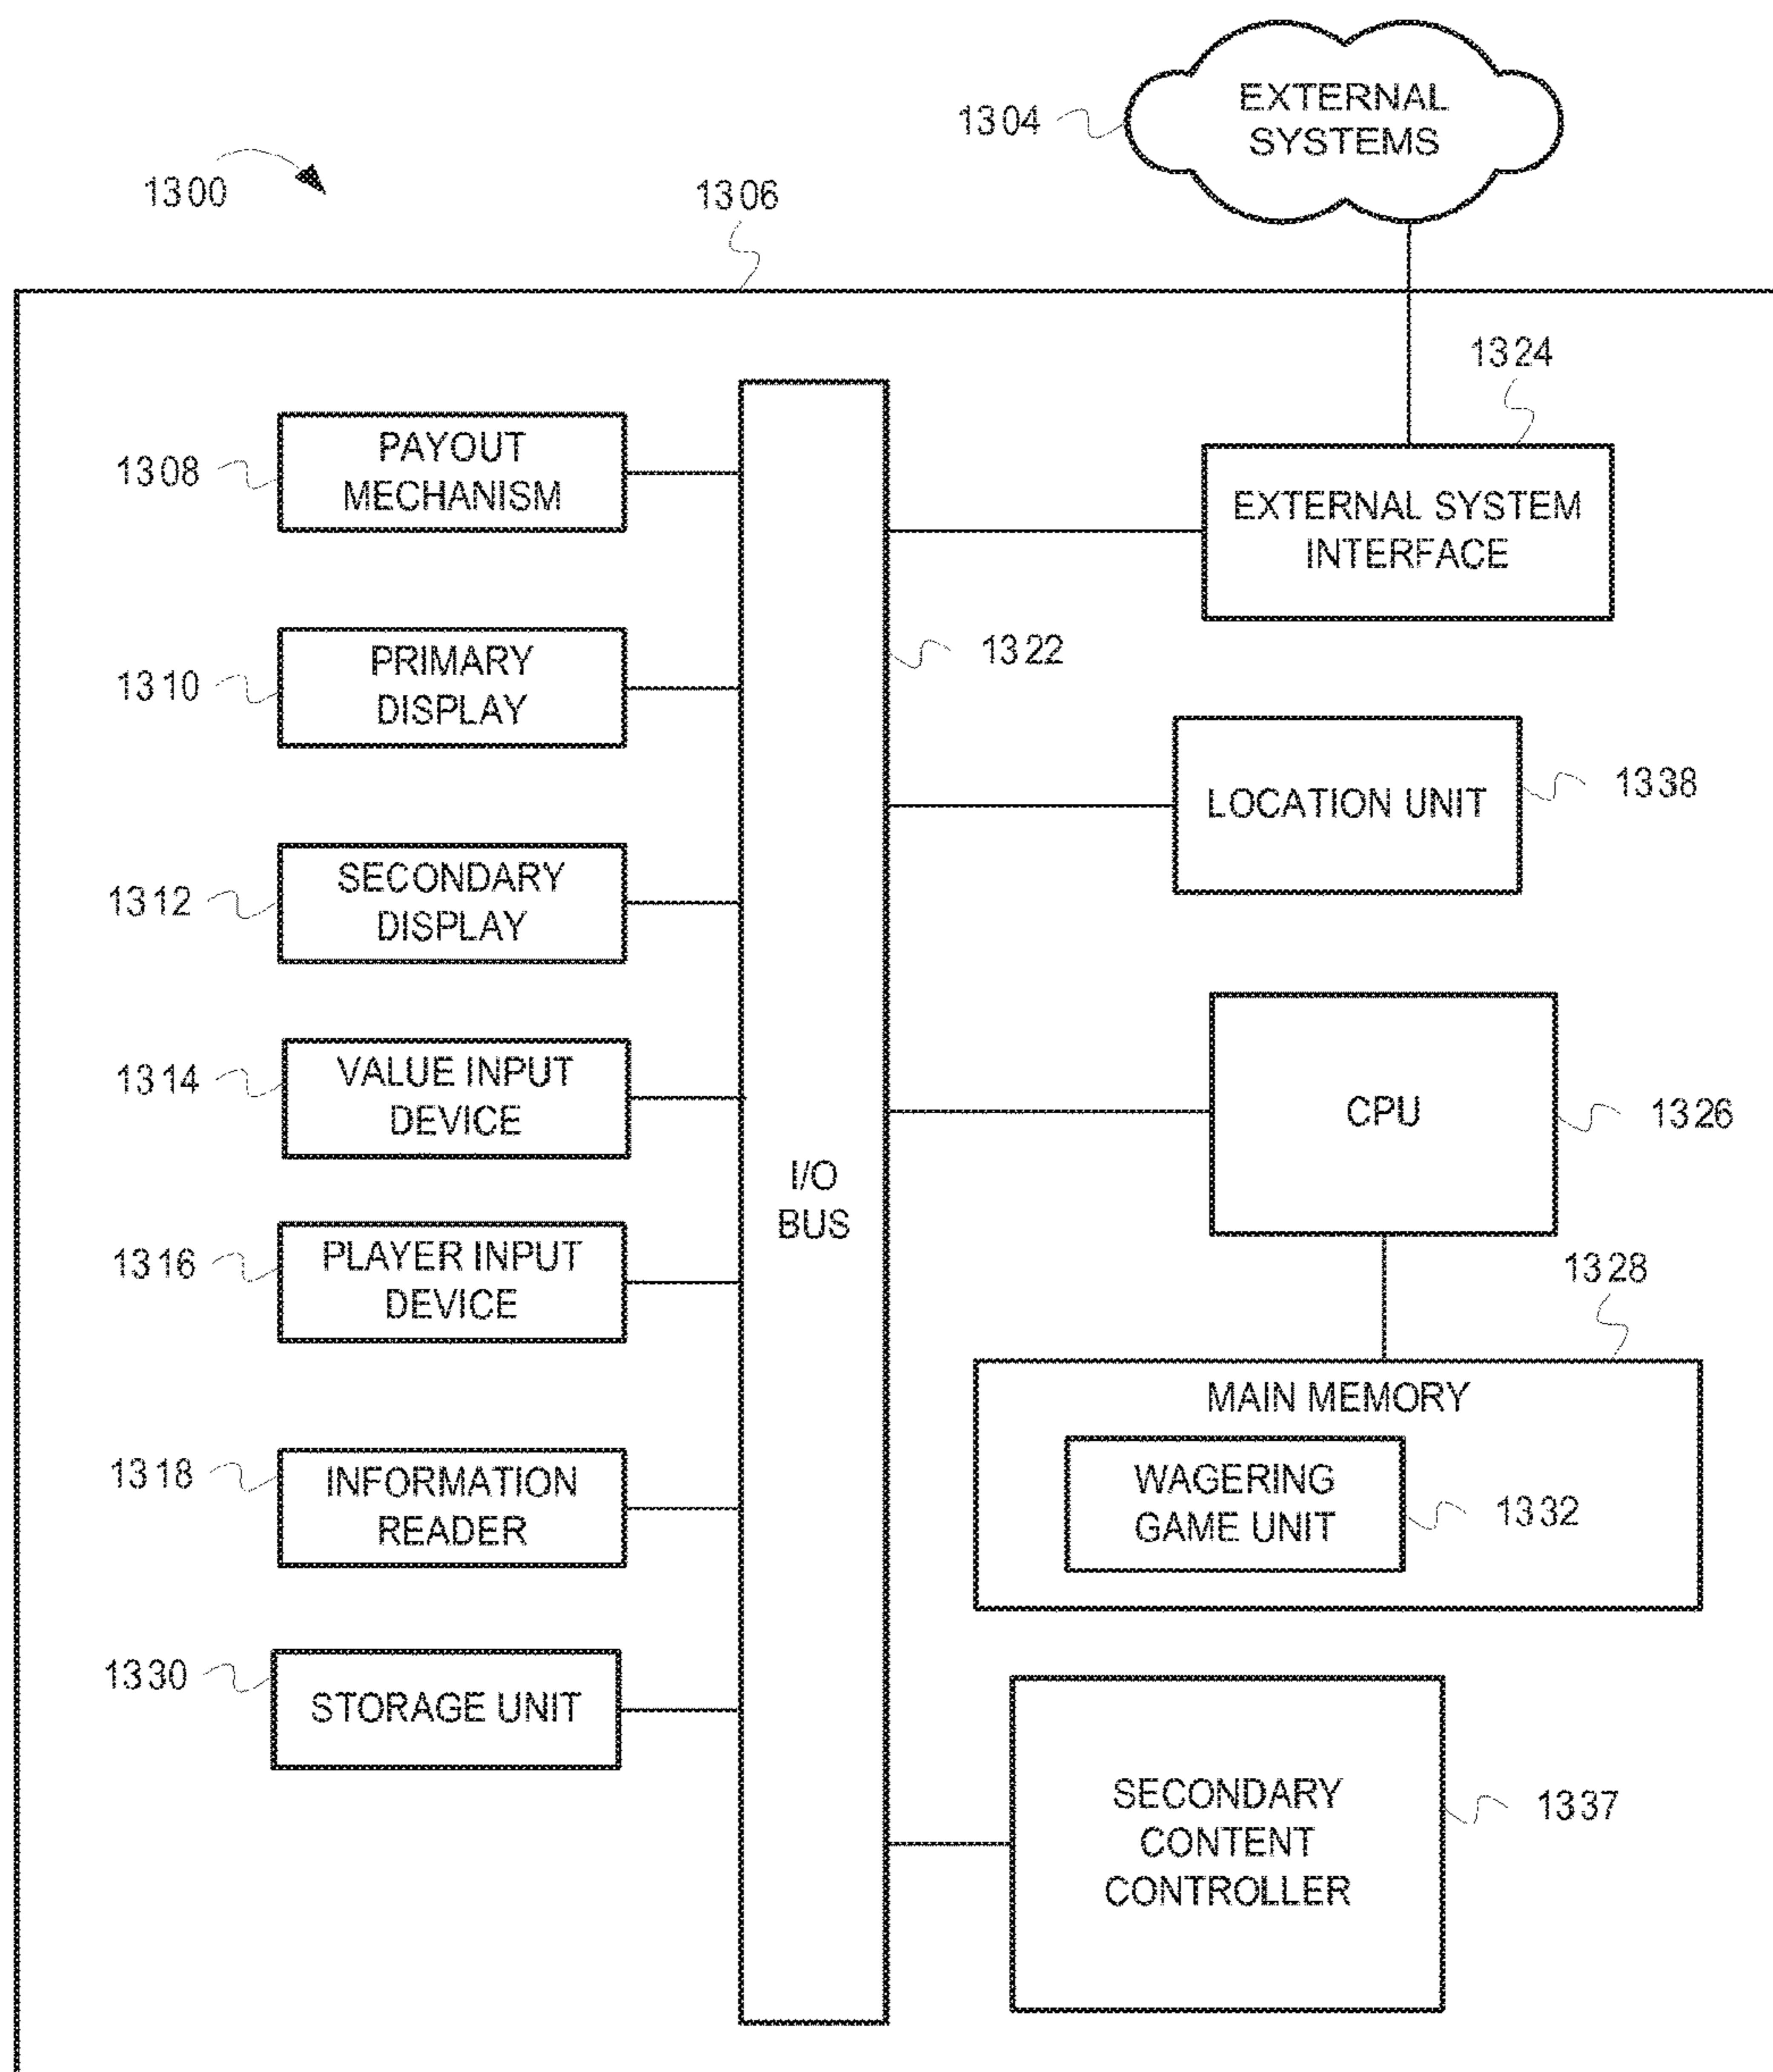 EXTERNAL
SYSTEMS
1304
1300
1306
1324
1308
PAYOUT
MECHANISM
EXTERNAL SYSTEM
INTERFACE
1322
1310
PRIMARY
DISPLAY
LOCATION UNIT
1338
1312
SECONDARY
DISPLAY
1314
VALUE INPUT
DEVICE
CPU
1326
I/O
BUS
1316
PLAYER INPUT
DEVICE
1328
MAIN MEMORY
WAGERING
GAME UNIT
1332
1318
INFORMATION
READER
1330
STORAGE UNIT
SECONDARY
CONTENT
CONTROLLER
1337